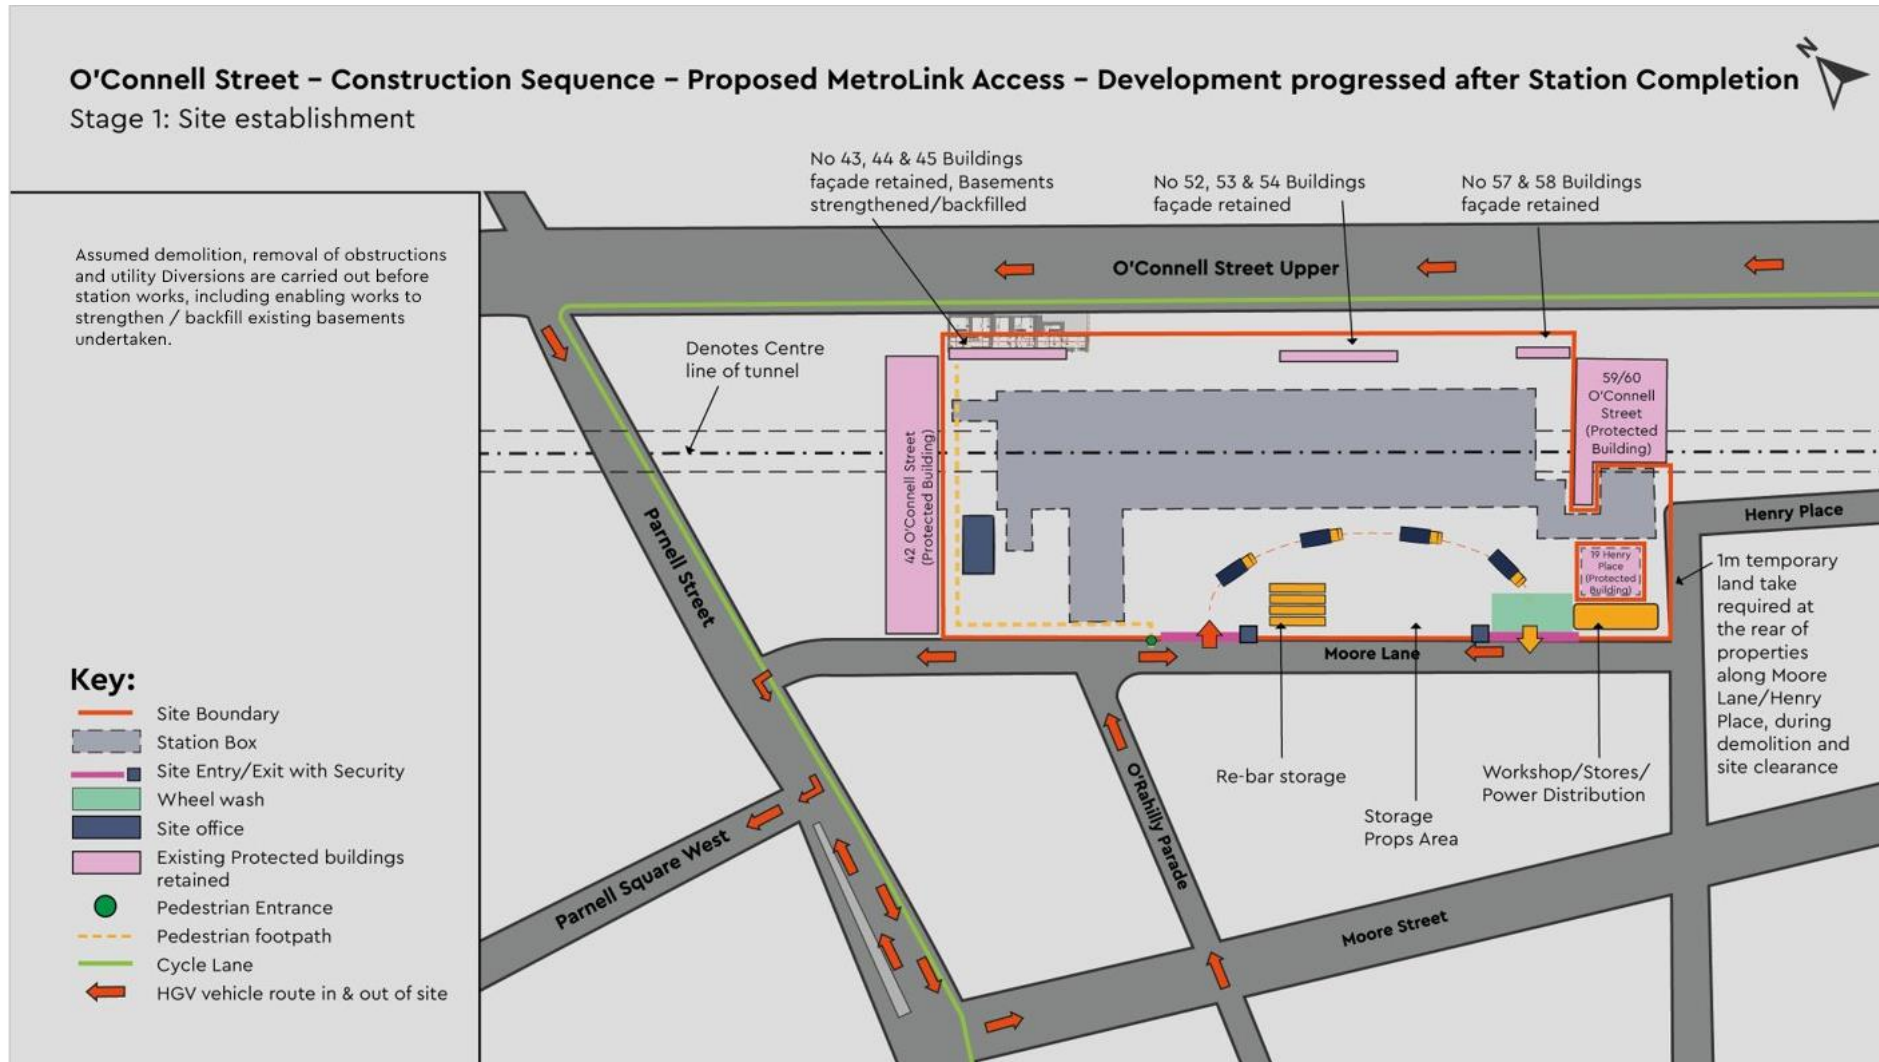 O'Connell Street – Construction Sequence – Proposed MetroLink Access – Development progressed after Station Completion
Stage 1: Site establishment
N
Assumed demolition, removal of obstructions
and utility Diversions are carried out before
station works, including enabling works to
strengthen / backfill existing basements
undertaken.
No 43, 44 & 45 Buildings
façade retained, Basements
strengthened/backfilled
No 52, 53 & 54 Buildings
façade retained
No 57 & 58 Buildings
façade retained
O'Connell Street Upper
Denotes Centre
line of tunnel
42 O'Connell Street
(Protected Building)
59/60
O'Connell
Street
(Protected
Building)
Henry Place
19 Henry
Place
(Protected
Building)
1m temporary
land take
required at
the rear of
properties
along Moore
Lane/Henry
Place, during
demolition and
site clearance
Parnell Street
Moore Lane
Re-bar storage
Storage
Props Area
Workshop/Stores/
Power Distribution
O'Rahilly Parade
Parnell Square West
Moore Street
Key:
Site Boundary
Station Box
Site Entry/Exit with Security
Wheel wash
Site office
Existing Protected buildings
retained
Pedestrian Entrance
Pedestrian footpath
Cycle Lane
HGV vehicle route in & out of site